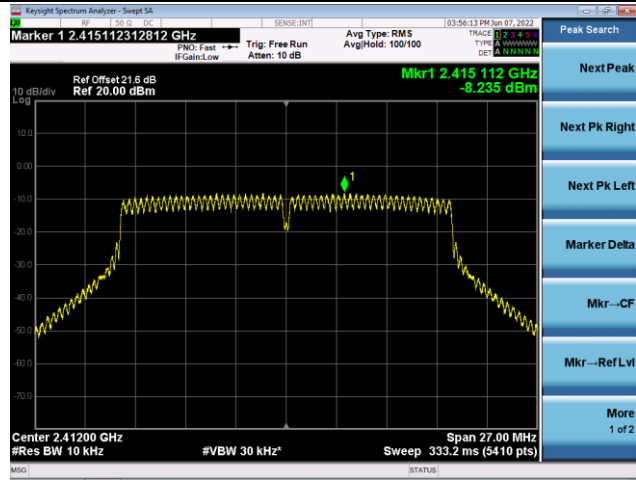 Keysight Spectrum Analyzer - Swept SA
RF 50 Ω DC SENSE:INT 03:56:13 PM Jun 07, 2022
Marker 1 2.415112312812 GHz
PNO: Fast
IFGain:Low
Trig: Free Run
Atten: 10 dB
Avg Type: RMS
Avg|Hold: 100/100
TRACE 1 2 3 4 5 6
TYPE A WWWWW
DET A NNNNN
Peak Search
Mkr1 2.415 112 GHz
-8.235 dBm
Ref Offset 21.6 dB
10 dB/div Ref 20.00 dBm
Log
10.0
0.00
-10.0
-20.0
-30.0
-40.0
-50.0
-60.0
-70.0
1
Center 2.41200 GHz Span 27.00 MHz
#Res BW 10 kHz #VBW 30 kHz* Sweep 333.2 ms (5410 pts)
MSG STATUS
Next Peak
Next Pk Right
Next Pk Left
Marker Delta
Mkr→CF
Mkr→Ref Lvl
More
1 of 2